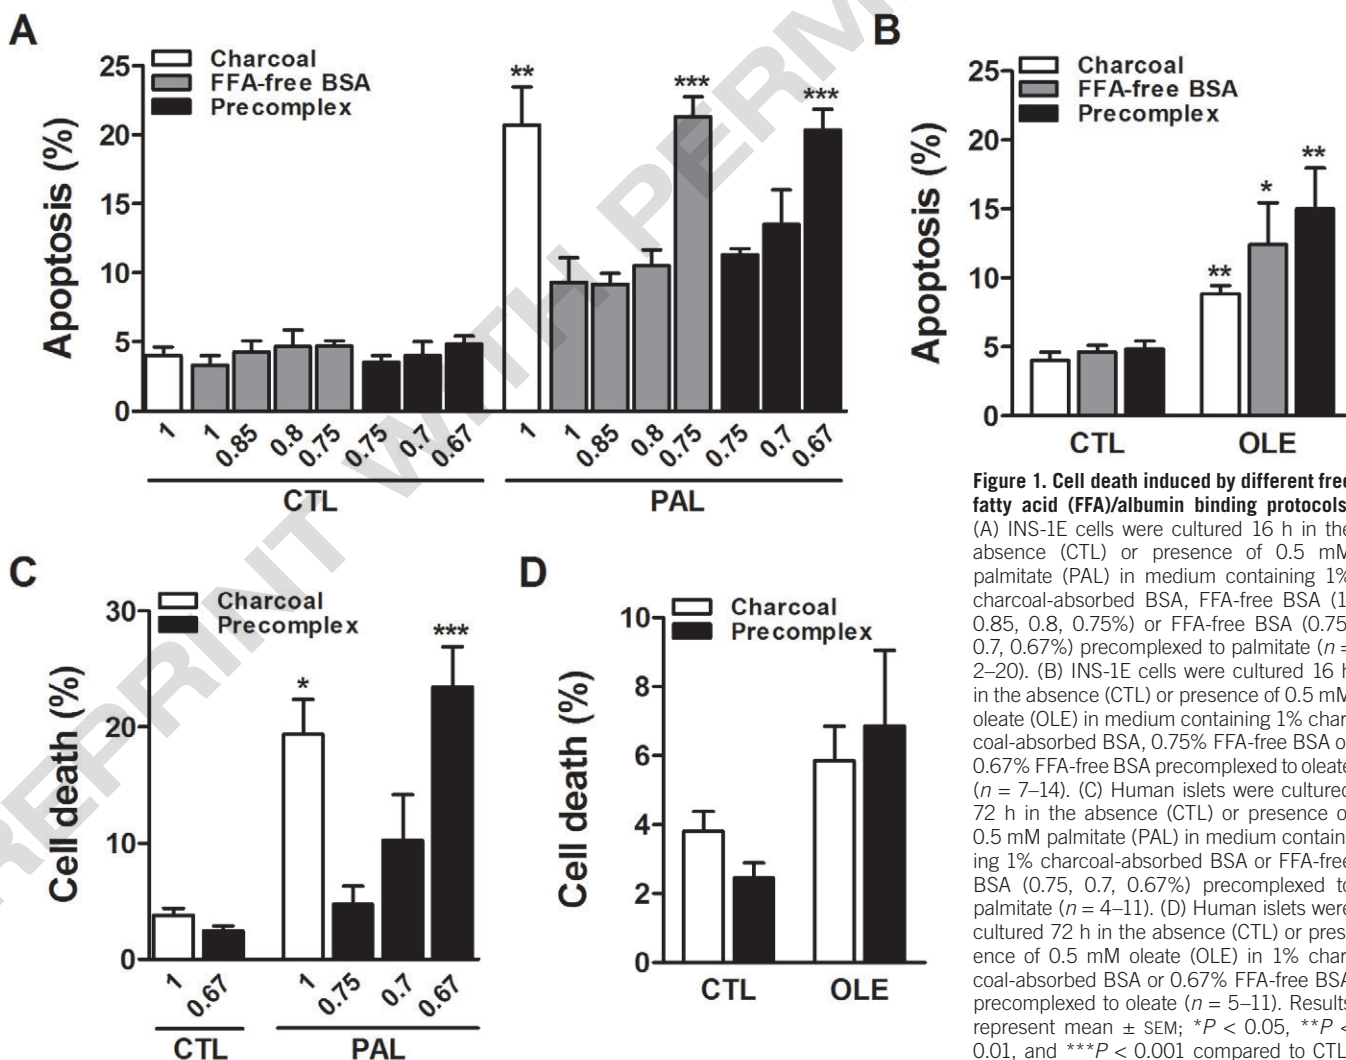 A
Charcoal
FFA-free BSA
Precomplex
Apoptosis (%)
25
20
15
10
5
0
**
***
***
1
1
0.85
0.8
0.75
0.75
0.7
0.67
1
1
0.85
0.8
0.75
0.75
0.7
0.67
CTL
PAL
B
Charcoal
FFA-free BSA
Precomplex
Apoptosis (%)
25
20
15
10
5
0
**
*
**
CTL
OLE
C
Charcoal
Precomplex
Cell death (%)
30
20
10
0
*
***
1
0.67
1
0.75
0.7
0.67
CTL
PAL
D
Charcoal
Precomplex
Cell death (%)
10
8
6
4
2
0
CTL
OLE
Figure 1. Cell death induced by different free
fatty acid (FFA)/albumin binding protocols
(A) INS-1E cells were cultured 16 h in the
absence (CTL) or presence of 0.5 mM
palmitate (PAL) in medium containing 1%
charcoal-absorbed BSA, FFA-free BSA (1
0.85, 0.8, 0.75%) or FFA-free BSA (0.75
0.7, 0.67%) precomplexed to palmitate (n =
2–20). (B) INS-1E cells were cultured 16 h
in the absence (CTL) or presence of 0.5 mM
oleate (OLE) in medium containing 1% char
coal-absorbed BSA, 0.75% FFA-free BSA o
0.67% FFA-free BSA precomplexed to oleate
(n = 7–14). (C) Human islets were cultured
72 h in the absence (CTL) or presence o
0.5 mM palmitate (PAL) in medium contain
ing 1% charcoal-absorbed BSA or FFA-free
BSA (0.75, 0.7, 0.67%) precomplexed to
palmitate (n = 4–11). (D) Human islets were
cultured 72 h in the absence (CTL) or pres
ence of 0.5 mM oleate (OLE) in 1% char
coal-absorbed BSA or 0.67% FFA-free BSA
precomplexed to oleate (n = 5–11). Results
represent mean ± SEM; *P < 0.05, **P <
0.01, and ***P < 0.001 compared to CTL
REPRINT WITH PERM